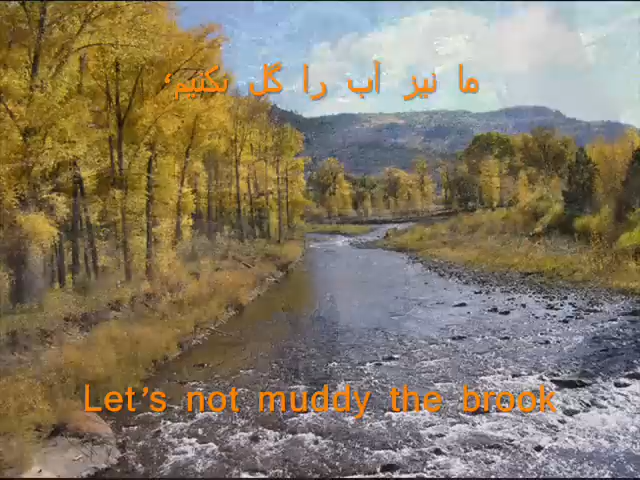 ما نیز آب را گل نکنیم،
Let's not muddy the brook